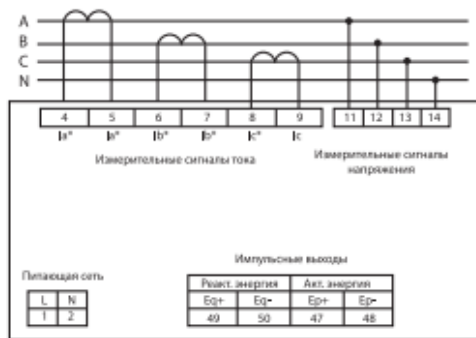 A
B
C
N
4 5 6 7 8 9 11 12 13 14
Ia* Ia* Ib* Ib* Ic* Ic
Измерительные сигналы тока
Измерительные сигналы
напряжения
Импульсные выходы
Питающая сеть
Реакт. энергия Акт. энергия
L N
Eq+ Eq- Ep+ Ep-
1 2
49 50 47 48